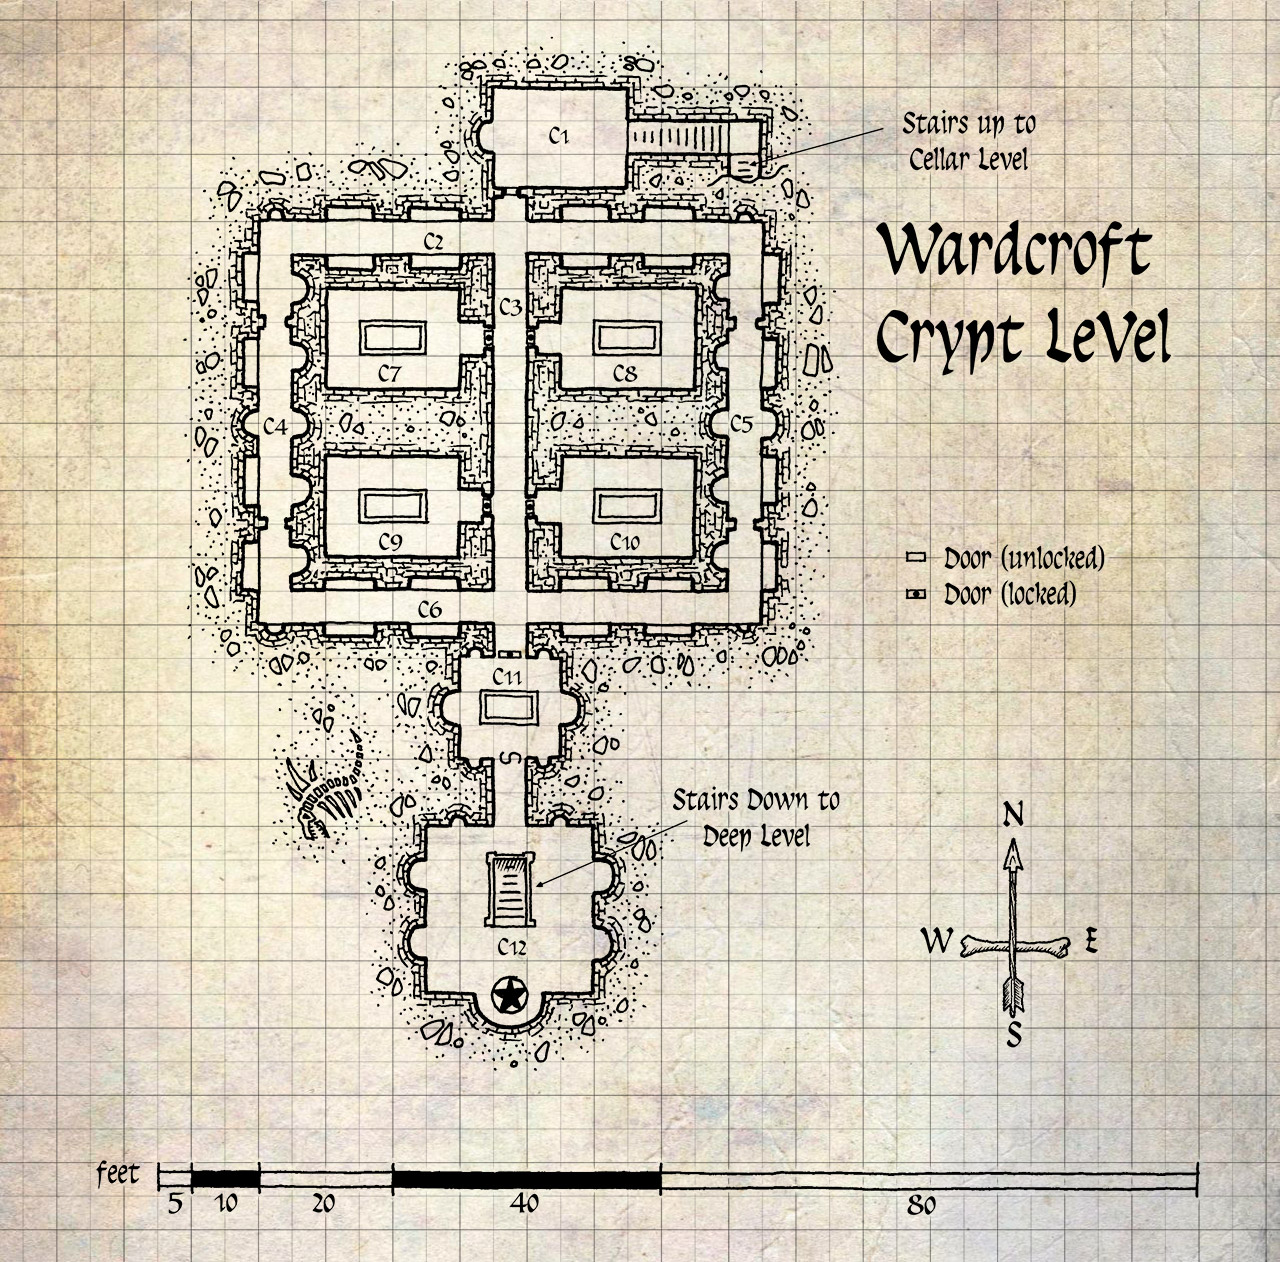 C1
Stairs up to
Cellar Level
Wardcroft
Crypt LeVel
C2
C3
C7
C8
C4
C5
C9
C10
Door (unlocked)
Door (locked)
C6
C11
S
Stairs Down to
Deep Level
C12
N
W
E
S
feet
5
10
20
40
80